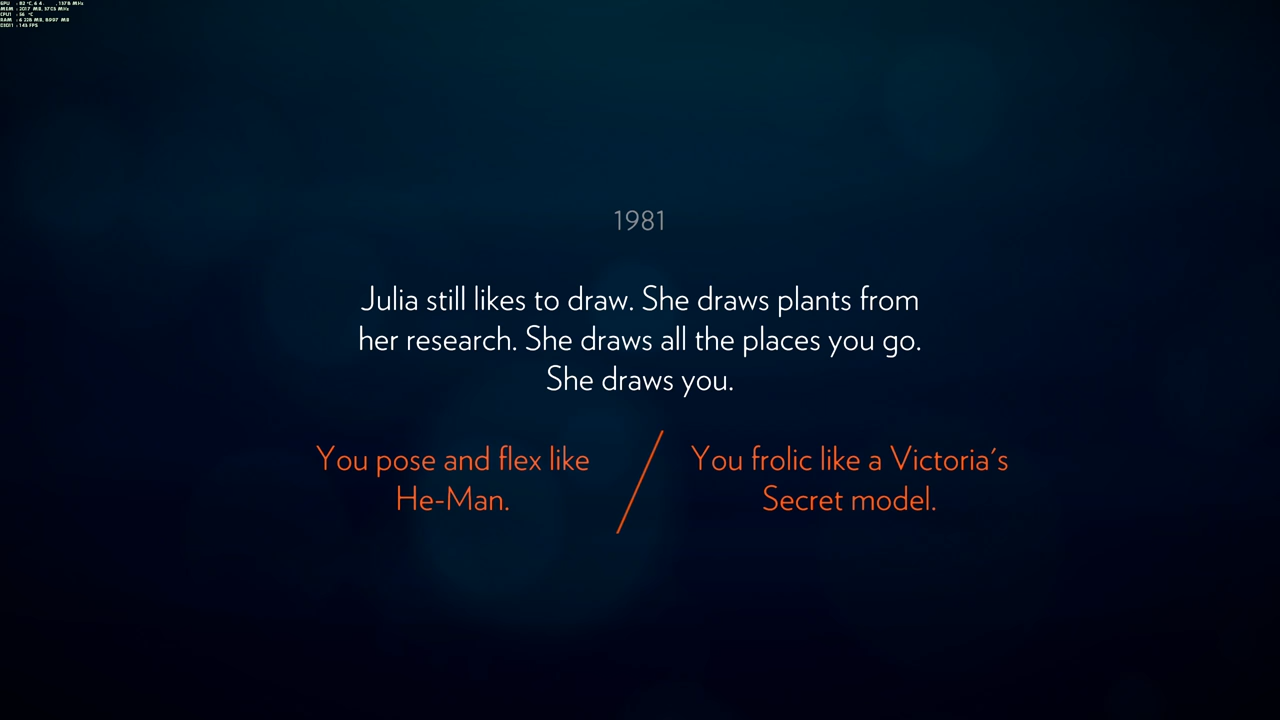 1981
Julia still likes to draw. She draws plants from
her research. She draws all the places you go.
She draws you.
You pose and flex like
He-Man.
You frolic like a Victoria's
Secret model.